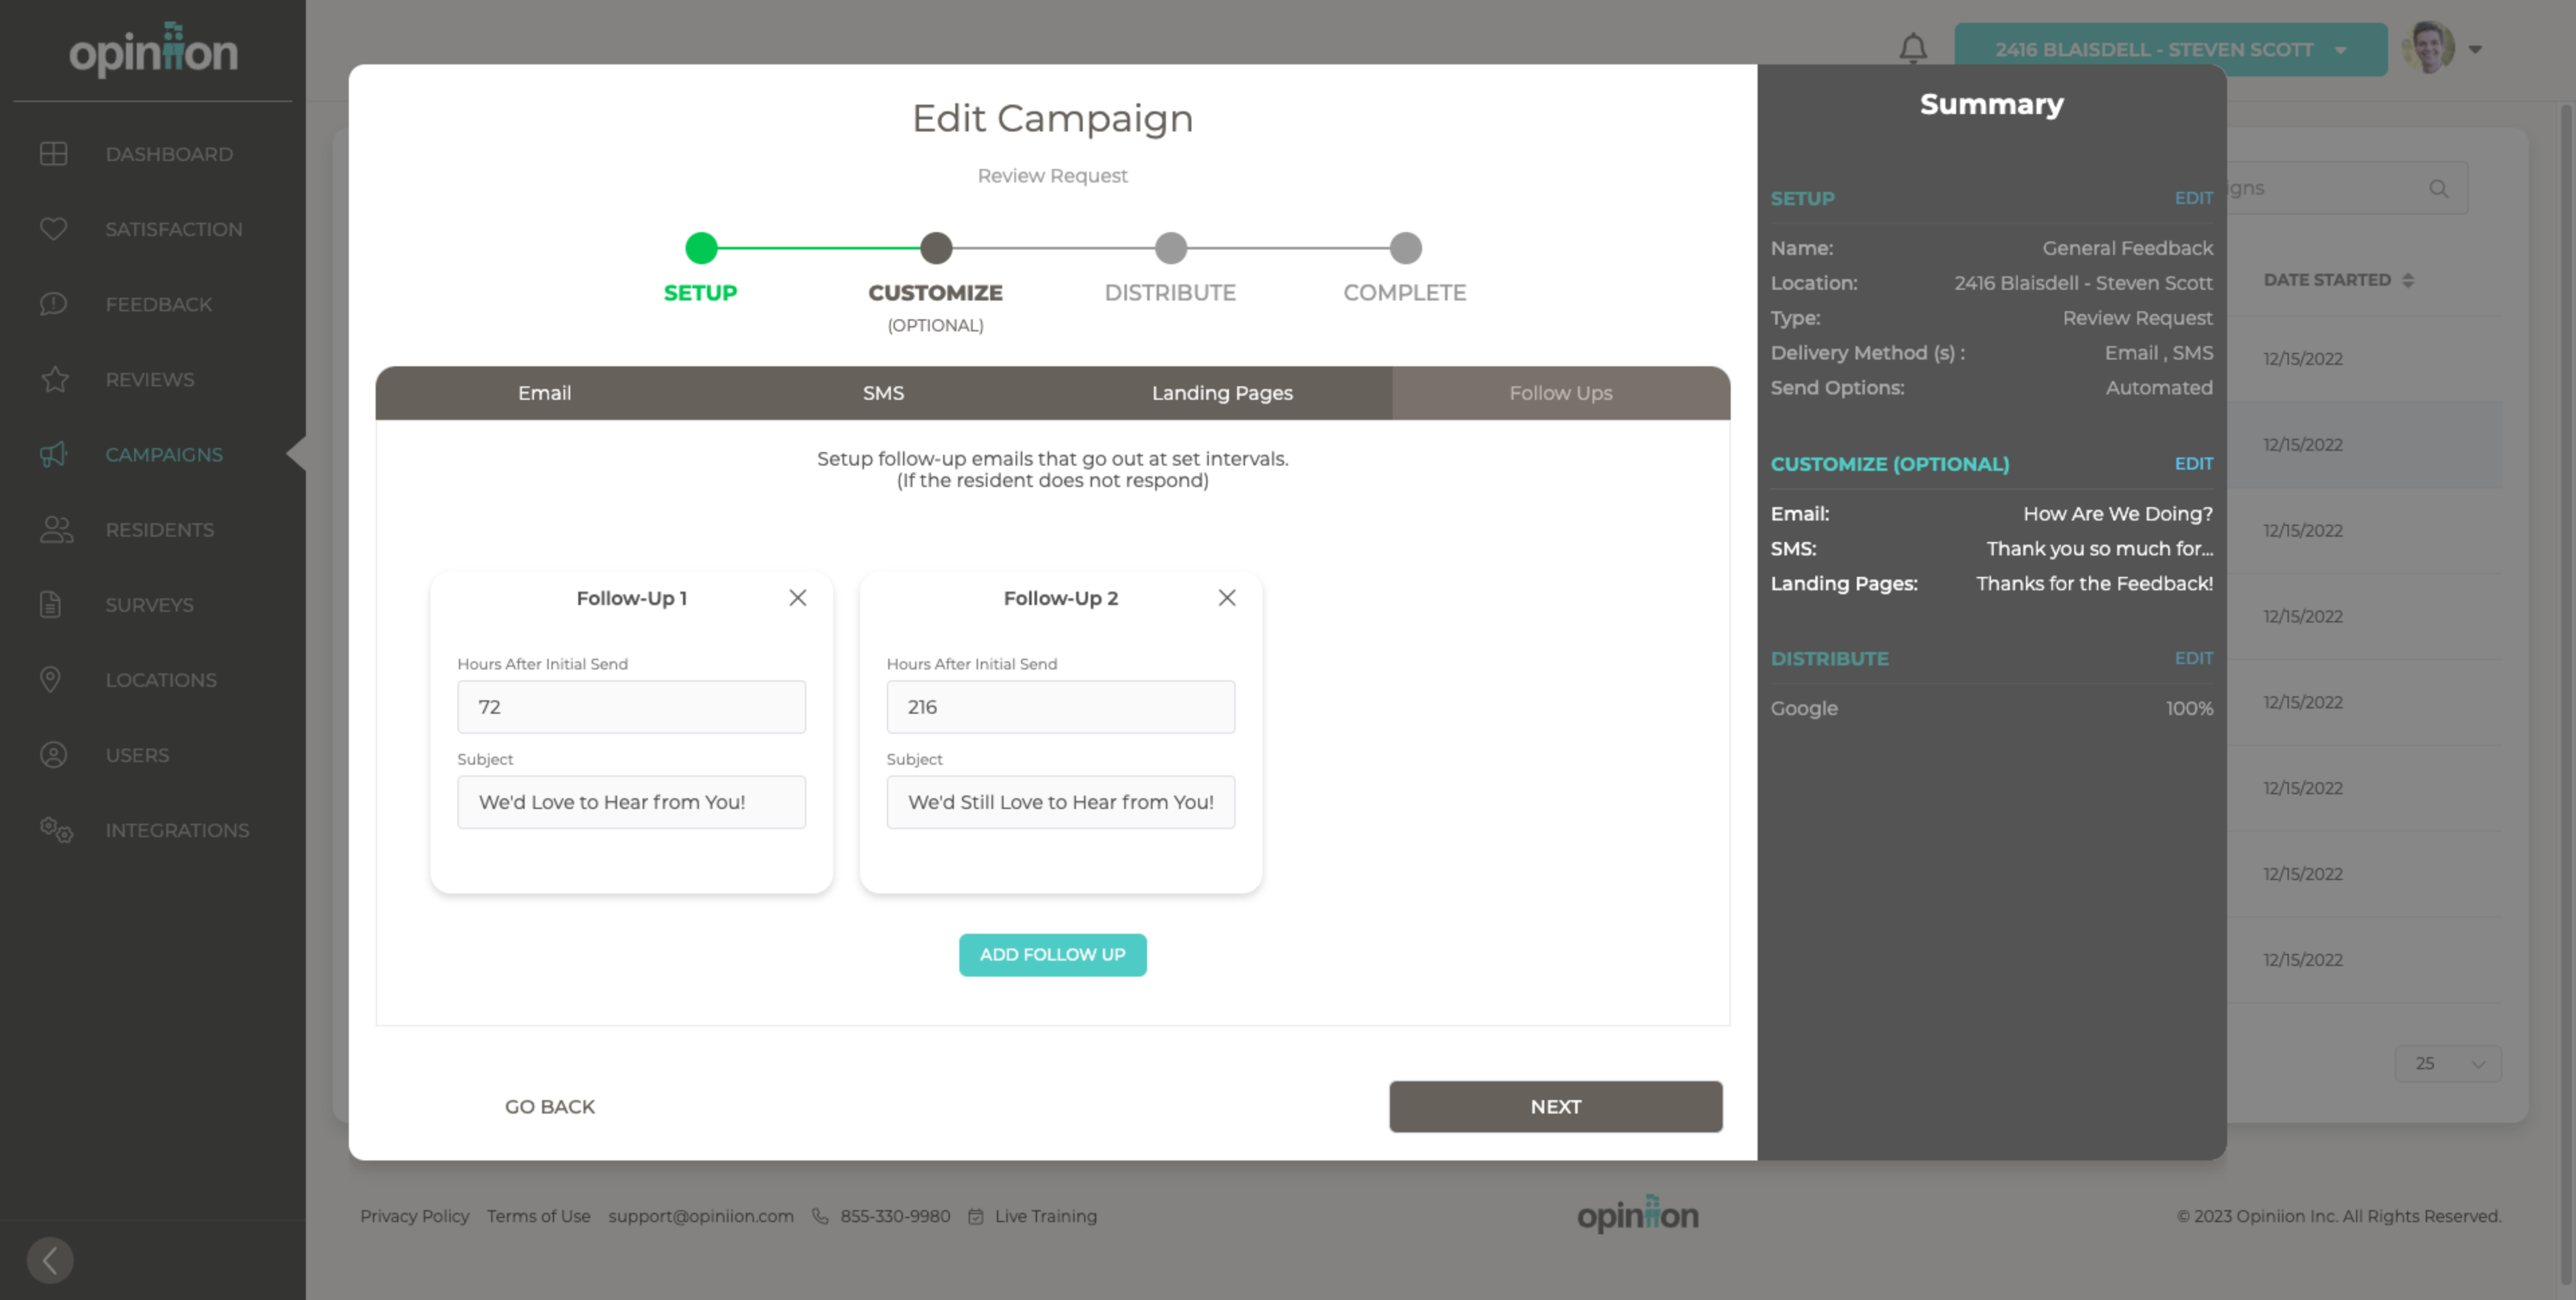 opiniion
DASHBOARD
SATISFACTION
FEEDBACK
REVIEWS
CAMPAIGNS
RESIDENTS
SURVEYS
LOCATIONS
USERS
INTEGRATIONS
2416 BLAISDELL - STEVEN SCOTT
Edit Campaign
Review Request
SETUP
CUSTOMIZE
(OPTIONAL)
DISTRIBUTE
COMPLETE
Email
SMS
Landing Pages
Follow Ups
Setup follow-up emails that go out at set intervals.
(If the resident does not respond)
Follow-Up 1
Hours After Initial Send
72
Subject
We'd Love to Hear from You!
Follow-Up 2
Hours After Initial Send
216
Subject
We'd Still Love to Hear from You!
ADD FOLLOW UP
GO BACK
NEXT
Summary
SETUP EDIT
Name: General Feedback
Location: 2416 Blaisdell - Steven Scott
Type: Review Request
Delivery Method (s) : Email , SMS
Send Options: Automated
CUSTOMIZE (OPTIONAL) EDIT
Email: How Are We Doing?
SMS: Thank you so much for...
Landing Pages: Thanks for the Feedback!
DISTRIBUTE EDIT
Google 100%
igns
DATE STARTED
12/15/2022
12/15/2022
12/15/2022
12/15/2022
12/15/2022
12/15/2022
12/15/2022
12/15/2022
25
Privacy Policy Terms of Use support@opiniion.com 855-330-9980 Live Training
opiniion
© 2023 Opiniion Inc. All Rights Reserved.